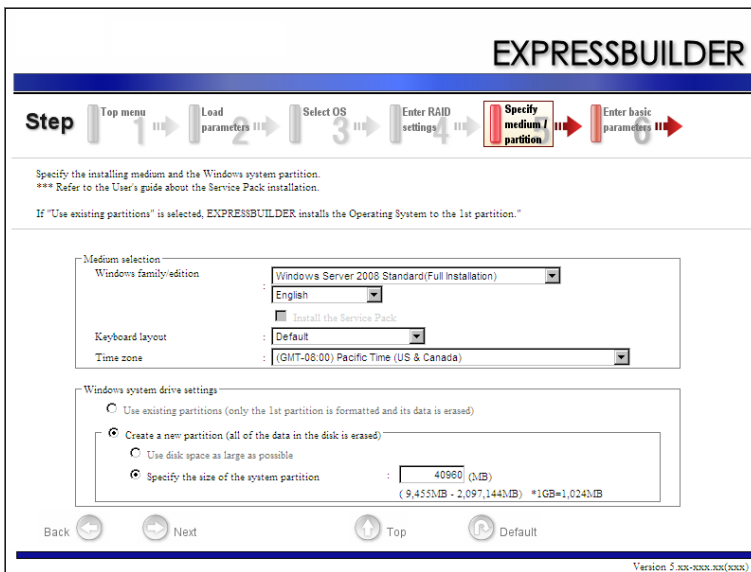 EXPRESSBUILDER
Step
Top menu 1
Load parameters 2
Select OS 3
Enter RAID settings 4
Specify medium / partition 5
Enter basic parameters 6
Specify the installing medium and the Windows system partition.
*** Refer to the User's guide about the Service Pack installation.
If "Use existing partitions" is selected, EXPRESSBUILDER installs the Operating System to the 1st partition."
Medium selection
Windows family/edition : Windows Server 2008 Standard(Full Installation)
English
Install the Service Pack
Keyboard layout : Default
Time zone : (GMT-08:00) Pacific Time (US & Canada)
Windows system drive settings
Use existing partitions (only the 1st partition is formatted and its data is erased)
Create a new partition (all of the data in the disk is erased)
Use disk space as large as possible
Specify the size of the system partition : 40960 (MB)
( 9,455MB - 2,097,144MB) *1GB=1,024MB
Back Next Top Default
Version 5.xx-xxx.xx(xxx)